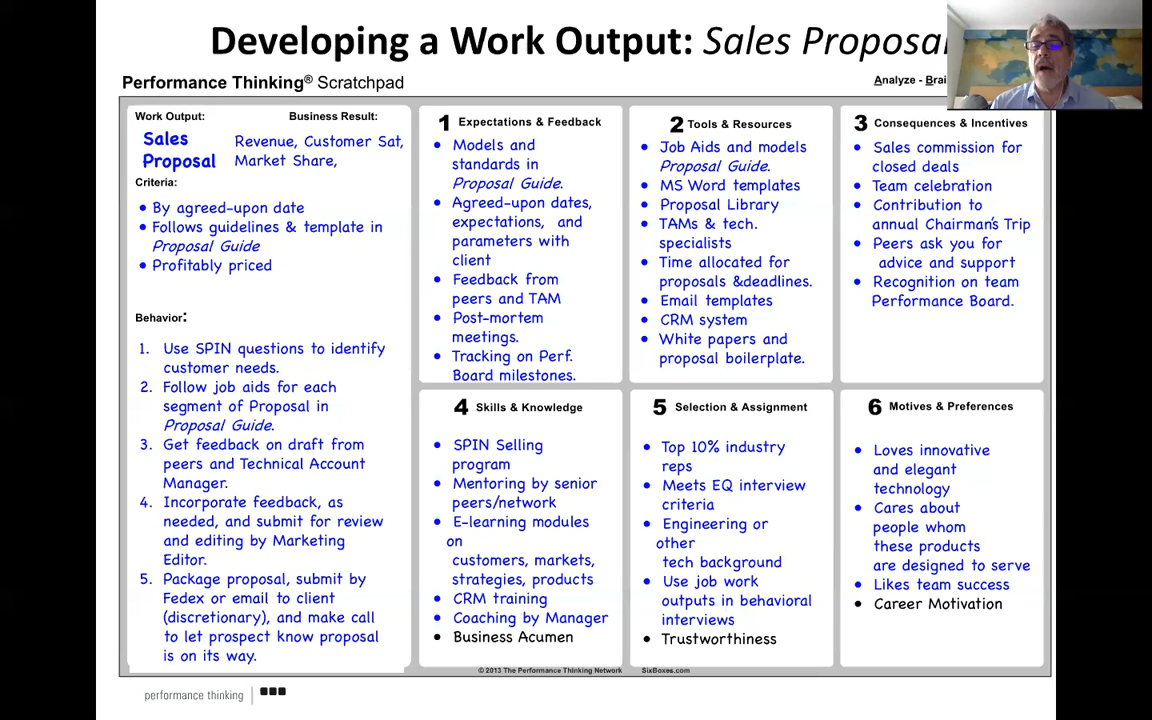 Developing a Work Output: Sales Proposal
Performance Thinking® Scratchpad
Analyze - Brai
Work Output:
Business Result:
Sales
Proposal
Revenue, Customer Sat,
Market Share,
Criteria:
• By agreed-upon date
• Follows guidelines & template in
Proposal Guide
• Profitably priced
Behavior:
1. Use SPIN questions to identify
customer needs.
2. Follow job aids for each
segment of Proposal in
Proposal Guide.
3. Get feedback on draft from
peers and Technical Account
Manager.
4. Incorporate feedback, as
needed, and submit for review
and editing by Marketing
Editor.
5. Package proposal, submit by
Fedex or email to client
(discretionary), and make call
to let prospect know proposal
is on its way.
1 Expectations & Feedback
• Models and
standards in
Proposal Guide.
• Agreed-upon dates,
expectations, and
parameters with
client
• Feedback from
peers and TAM
• Post-mortem
meetings.
• Tracking on Perf.
Board milestones.
2 Tools & Resources
• Job Aids and models
Proposal Guide.
• MS Word templates
• Proposal Library
• TAMs & tech.
specialists
• Time allocated for
proposals &deadlines.
• Email templates
• CRM system
• White papers and
proposal boilerplate.
3 Consequences & Incentives
• Sales commission for
closed deals
• Team celebration
• Contribution to
annual Chairman's Trip
• Peers ask you for
advice and support
• Recognition on team
Performance Board.
4 Skills & Knowledge
• SPIN Selling
program
• Mentoring by senior
peers/network
• E-learning modules
on
customers, markets,
strategies, products
• CRM training
• Coaching by Manager
• Business Acumen
5 Selection & Assignment
• Top 10% industry
reps
• Meets EQ interview
criteria
• Engineering or
other
tech background
• Use job work
outputs in behavioral
interviews
• Trustworthiness
6 Motives & Preferences
• Loves innovative
and elegant
technology
• Cares about
people whom
these products
are designed to serve
• Likes team success
• Career Motivation
© 2013 The Performance Thinking Network SixBoxes.com
performance thinking